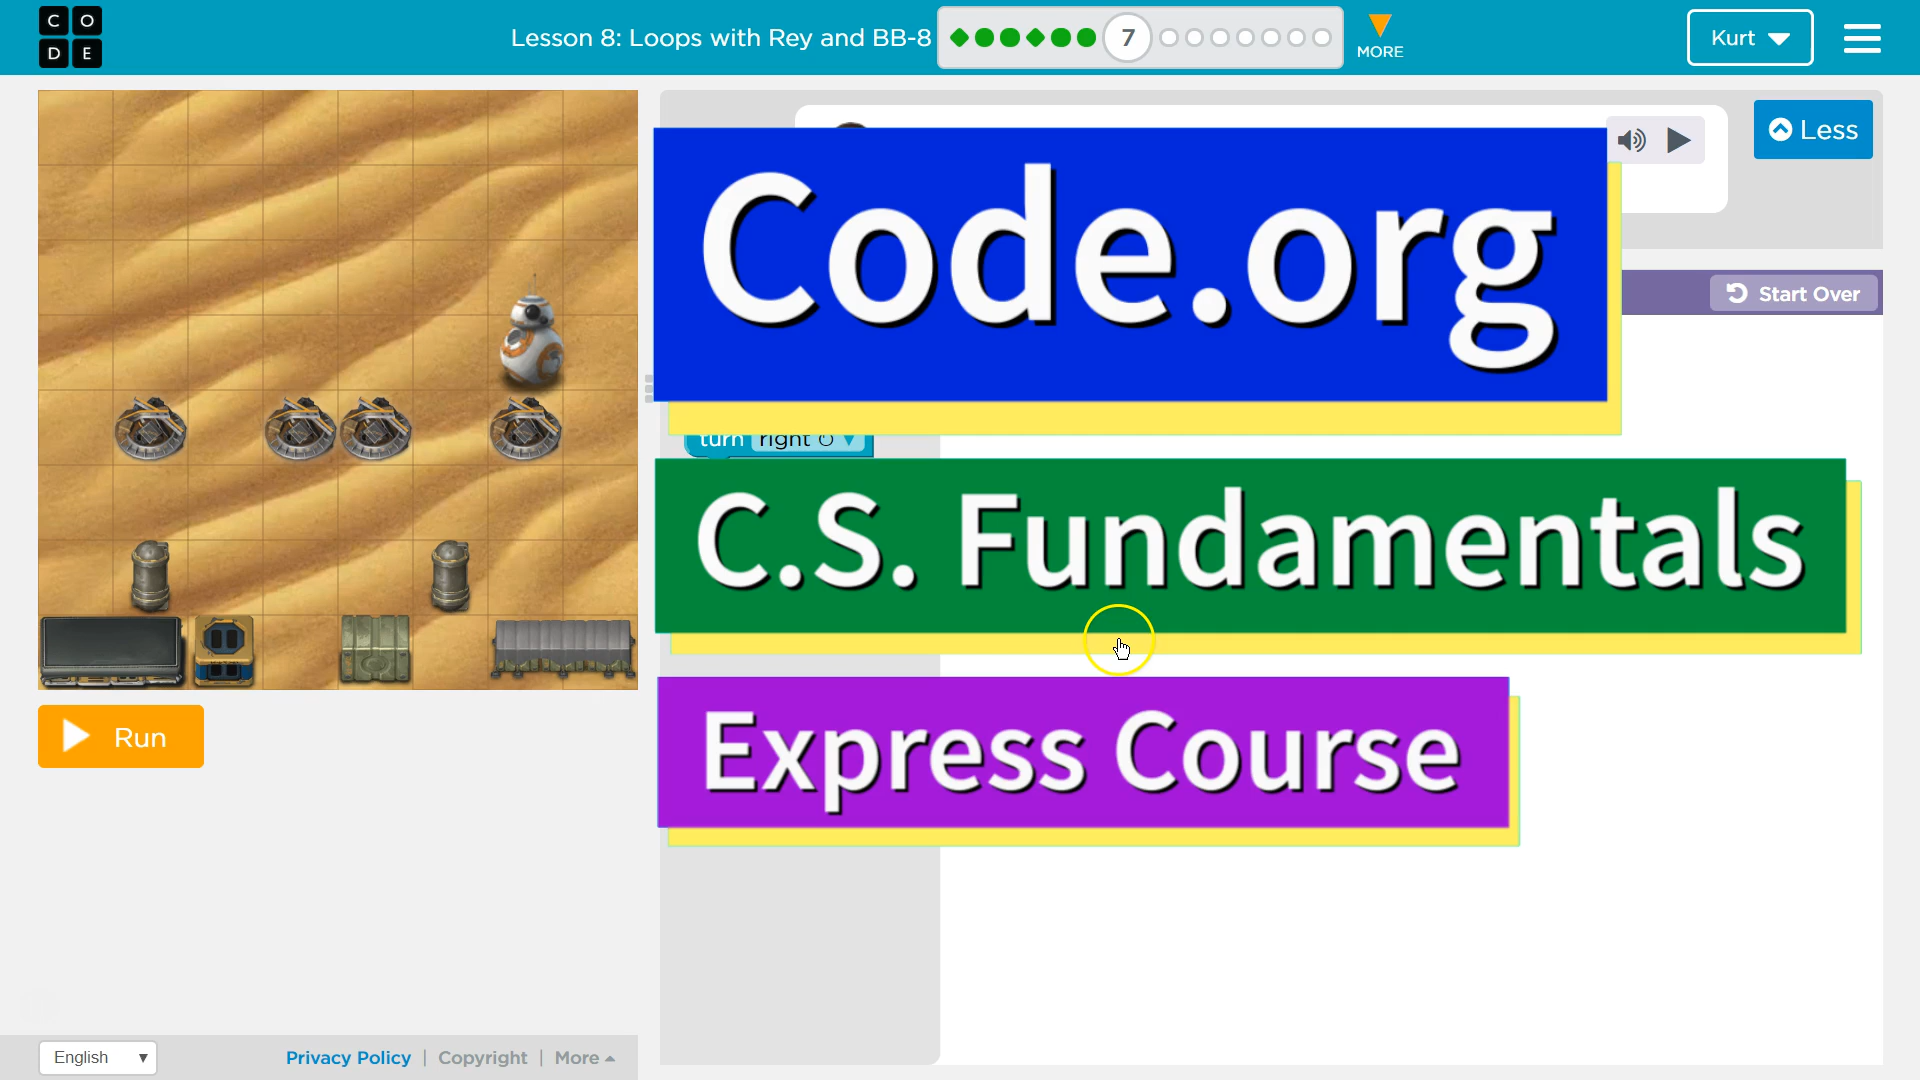 CODE
Lesson 8: Loops with Rey and BB-8
7
MORE
Kurt
Less
Code.org
Start Over
turn right
C.S. Fundamentals
Express Course
Run
English
Privacy Policy | Copyright | More